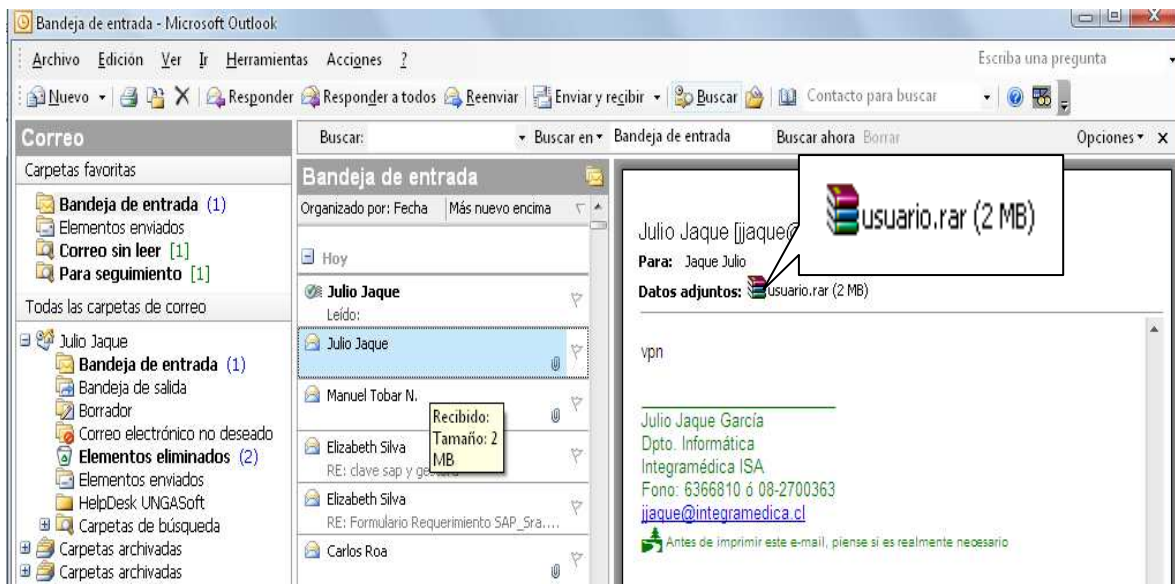 Bandeja de entrada - Microsoft Outlook
Archivo Edición Ver Ir Herramientas Acciones ?
Escriba una pregunta
Nuevo Responder Responder a todos Reenviar Enviar y recibir Buscar Contacto para buscar
Correo
Carpetas favoritas
Bandeja de entrada (1)
Elementos enviados
Correo sin leer [1]
Para seguimiento [1]
Todas las carpetas de correo
Julio Jaque
Bandeja de entrada (1)
Bandeja de salida
Borrador
Correo electrónico no deseado
Elementos eliminados (2)
Elementos enviados
HelpDesk UNGASoft
Carpetas de búsqueda
Carpetas archivadas
Carpetas archivadas
Buscar: Buscar en Bandeja de entrada Buscar ahora Borrar Opciones X
Bandeja de entrada
Organizado por: Fecha Más nuevo encima
Hoy
Julio Jaque
Leído:
Julio Jaque
Manuel Tobar N.
Recibido:
Tamaño: 2
MB
Elizabeth Silva
RE: clave sap y
Elizabeth Silva
RE: Formulario Requerimiento SAP_Sra....
Carlos Roa
usuario.rar (2 MB)
Julio Jaque [jjaque@
Para: Jaque Julio
Datos adjuntos: usuario.rar (2 MB)
vpn
Julio Jaque García
Dpto. Informática
Integramédica ISA
Fono: 6366810 ó 08-2700363
jjaque@integramedica.cl
Antes de imprimir este e-mail, piense si es realmente necesario